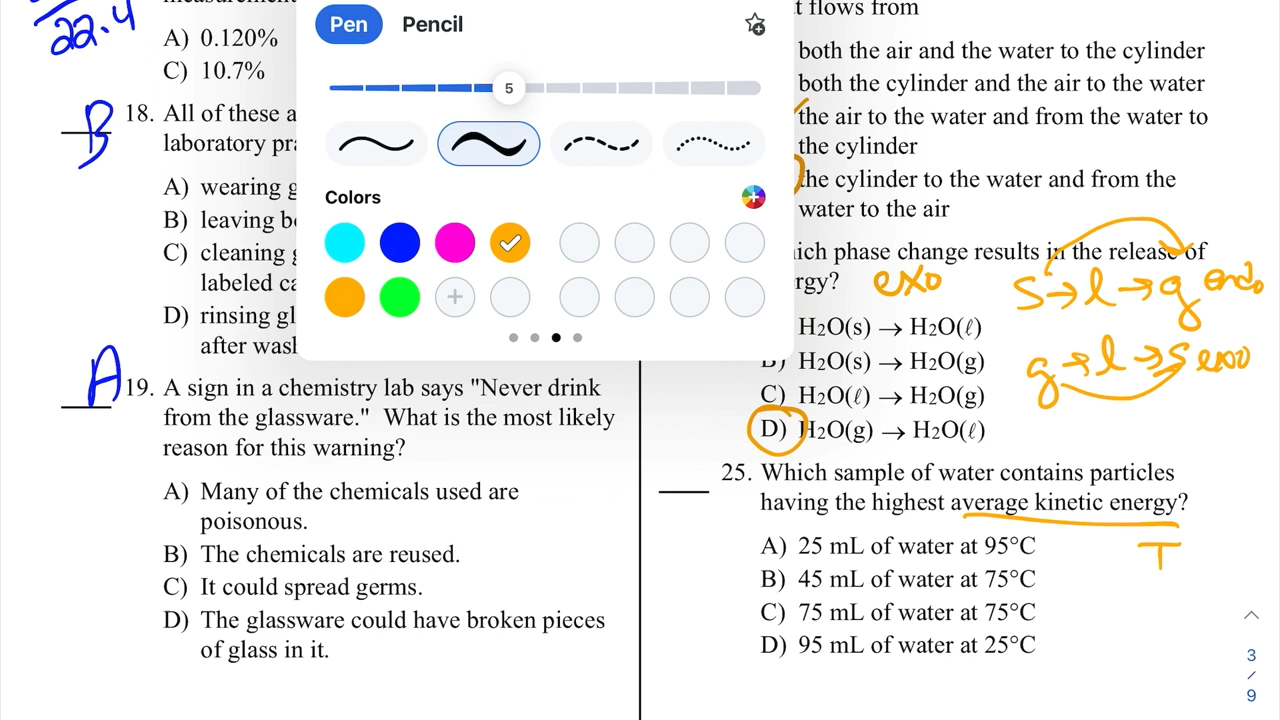 22.4
measurement
A) 0.120%
C) 10.7%
B
18. All of these a
laboratory pra
A) wearing g
B) leaving bo
C) cleaning g
labeled ca
D) rinsing gl
after wash
A
19. A sign in a chemistry lab says "Never drink
from the glassware." What is the most likely
reason for this warning?
A) Many of the chemicals used are
poisonous.
B) The chemicals are reused.
C) It could spread germs.
D) The glassware could have broken pieces
of glass in it.
Pen Pencil
5
Colors
t flows from
both the air and the water to the cylinder
both the cylinder and the air to the water
the air to the water and from the water to
the cylinder
the cylinder to the water and from the
water to the air
ich phase change results in the release of
rgy? exo
S→l→g endo
g→l→s exo
H2O(s) → H2O(ℓ)
B) H2O(s) → H2O(g)
C) H2O(ℓ) → H2O(g)
D) H2O(g) → H2O(ℓ)
25. Which sample of water contains particles
having the highest average kinetic energy?
T
A) 25 mL of water at 95°C
B) 45 mL of water at 75°C
C) 75 mL of water at 75°C
D) 95 mL of water at 25°C
3
/
9